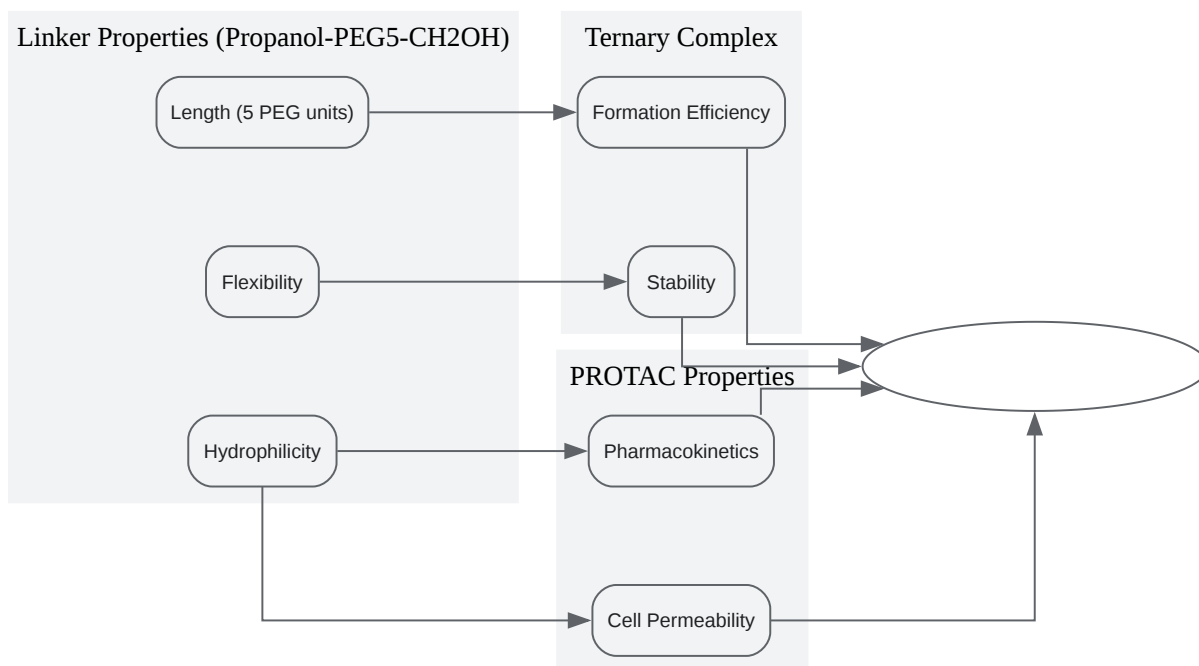 Linker Properties (Propanol-PEG5-CH2OH)
Ternary Complex
Length (5 PEG units)
Formation Efficiency
Flexibility
Stability
PROTAC Properties
Hydrophilicity
Pharmacokinetics
Cell Permeability